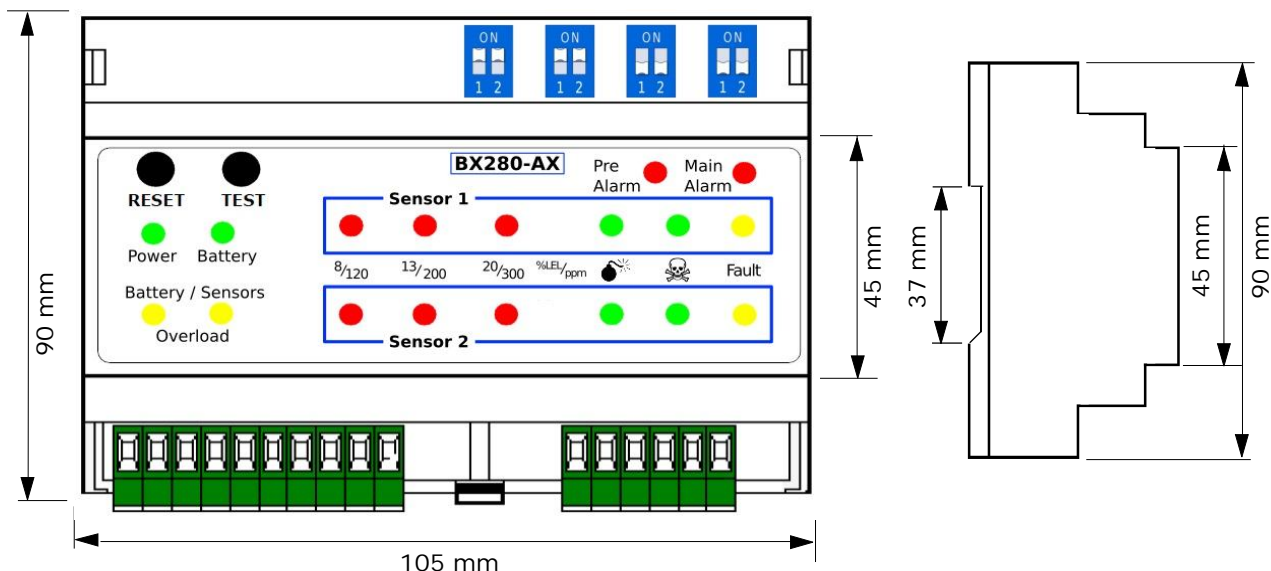 ON ON ON ON
1 2 1 2 1 2 1 2
BX280-AX
Pre Alarm
Main Alarm
RESET TEST
Sensor 1
Power Battery
8/120 13/200 20/300 %LEL/ppm Fault
Battery / Sensors
Overload
Sensor 2
90 mm
45 mm
105 mm
37 mm
45 mm
90 mm